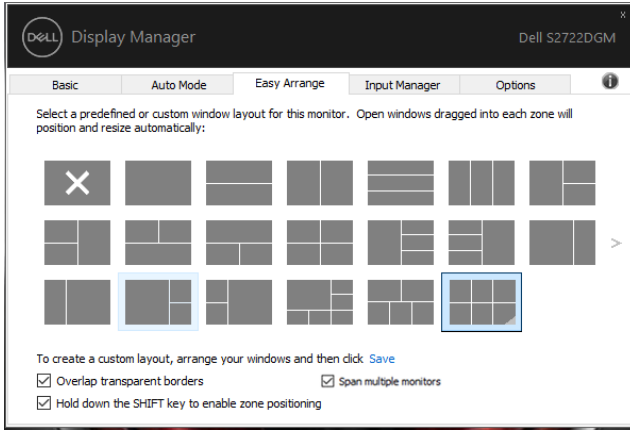 DELL Display Manager
x
Dell S2722DGM
Basic Auto Mode Easy Arrange Input Manager Options
Select a predefined or custom window layout for this monitor. Open windows dragged into each zone will
position and resize automatically:
To create a custom layout, arrange your windows and then click Save
Overlap transparent borders Span multiple monitors
Hold down the SHIFT key to enable zone positioning